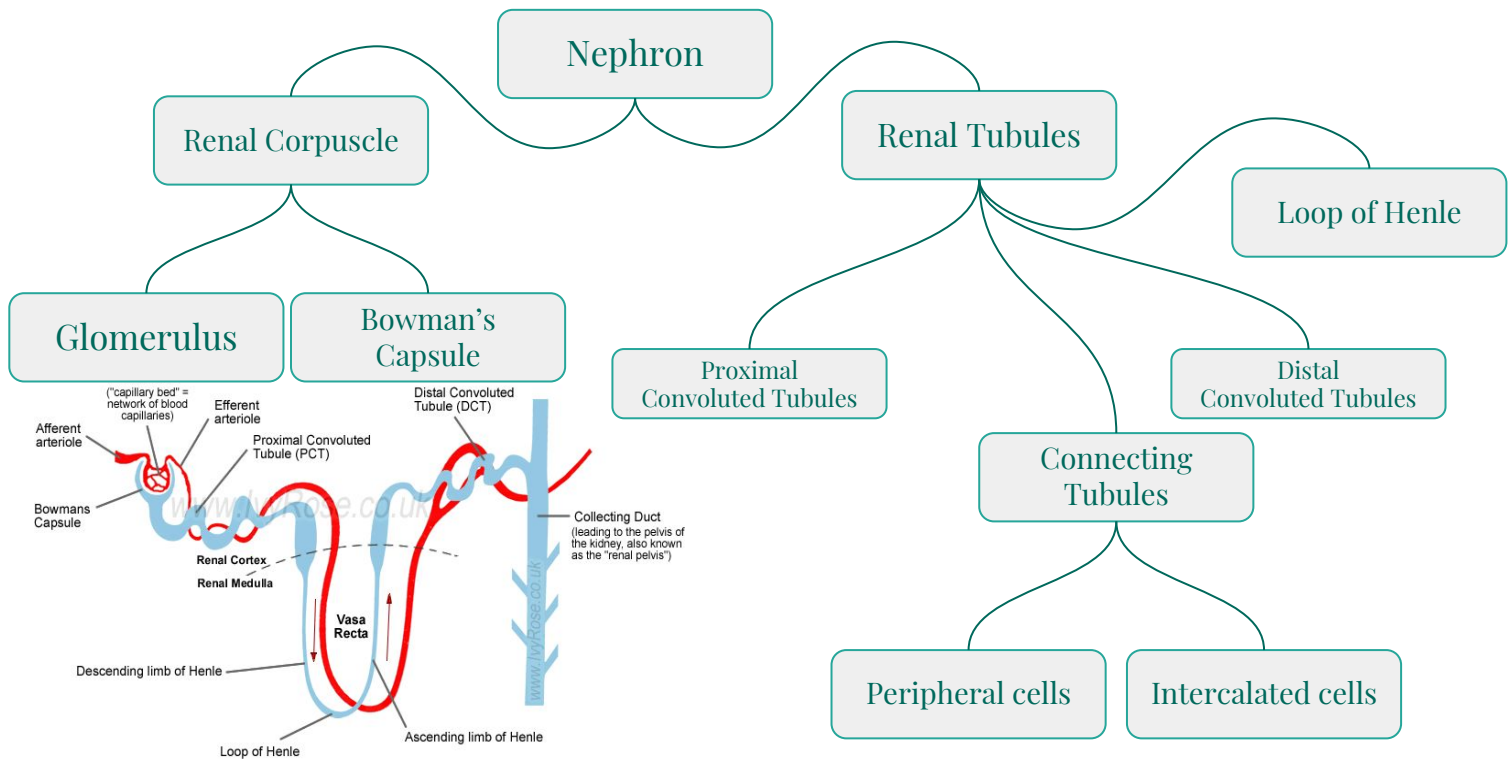 Nephron
Renal Corpuscle
Renal Tubules
Loop of Henle
Glomerulus
Bowman's
Capsule
Proximal
Convoluted Tubules
Distal
Convoluted Tubules
Connecting
Tubules
Peripheral cells
Intercalated cells
("capillary bed" =
network of blood
capillaries)
Efferent
arteriole
Afferent
arteriole
Distal Convoluted
Tubule (DCT)
Proximal Convoluted
Tubule (PCT)
www.IvyRose.co.uk
Bowmans
Capsule
Collecting Duct
(leading to the pelvis of
the kidney, also known
as the "renal pelvis")
Renal Cortex
Renal Medulla
Vasa
Recta
www.IvyRose.co.uk
Descending limb of Henle
Ascending limb of Henle
Loop of Henle